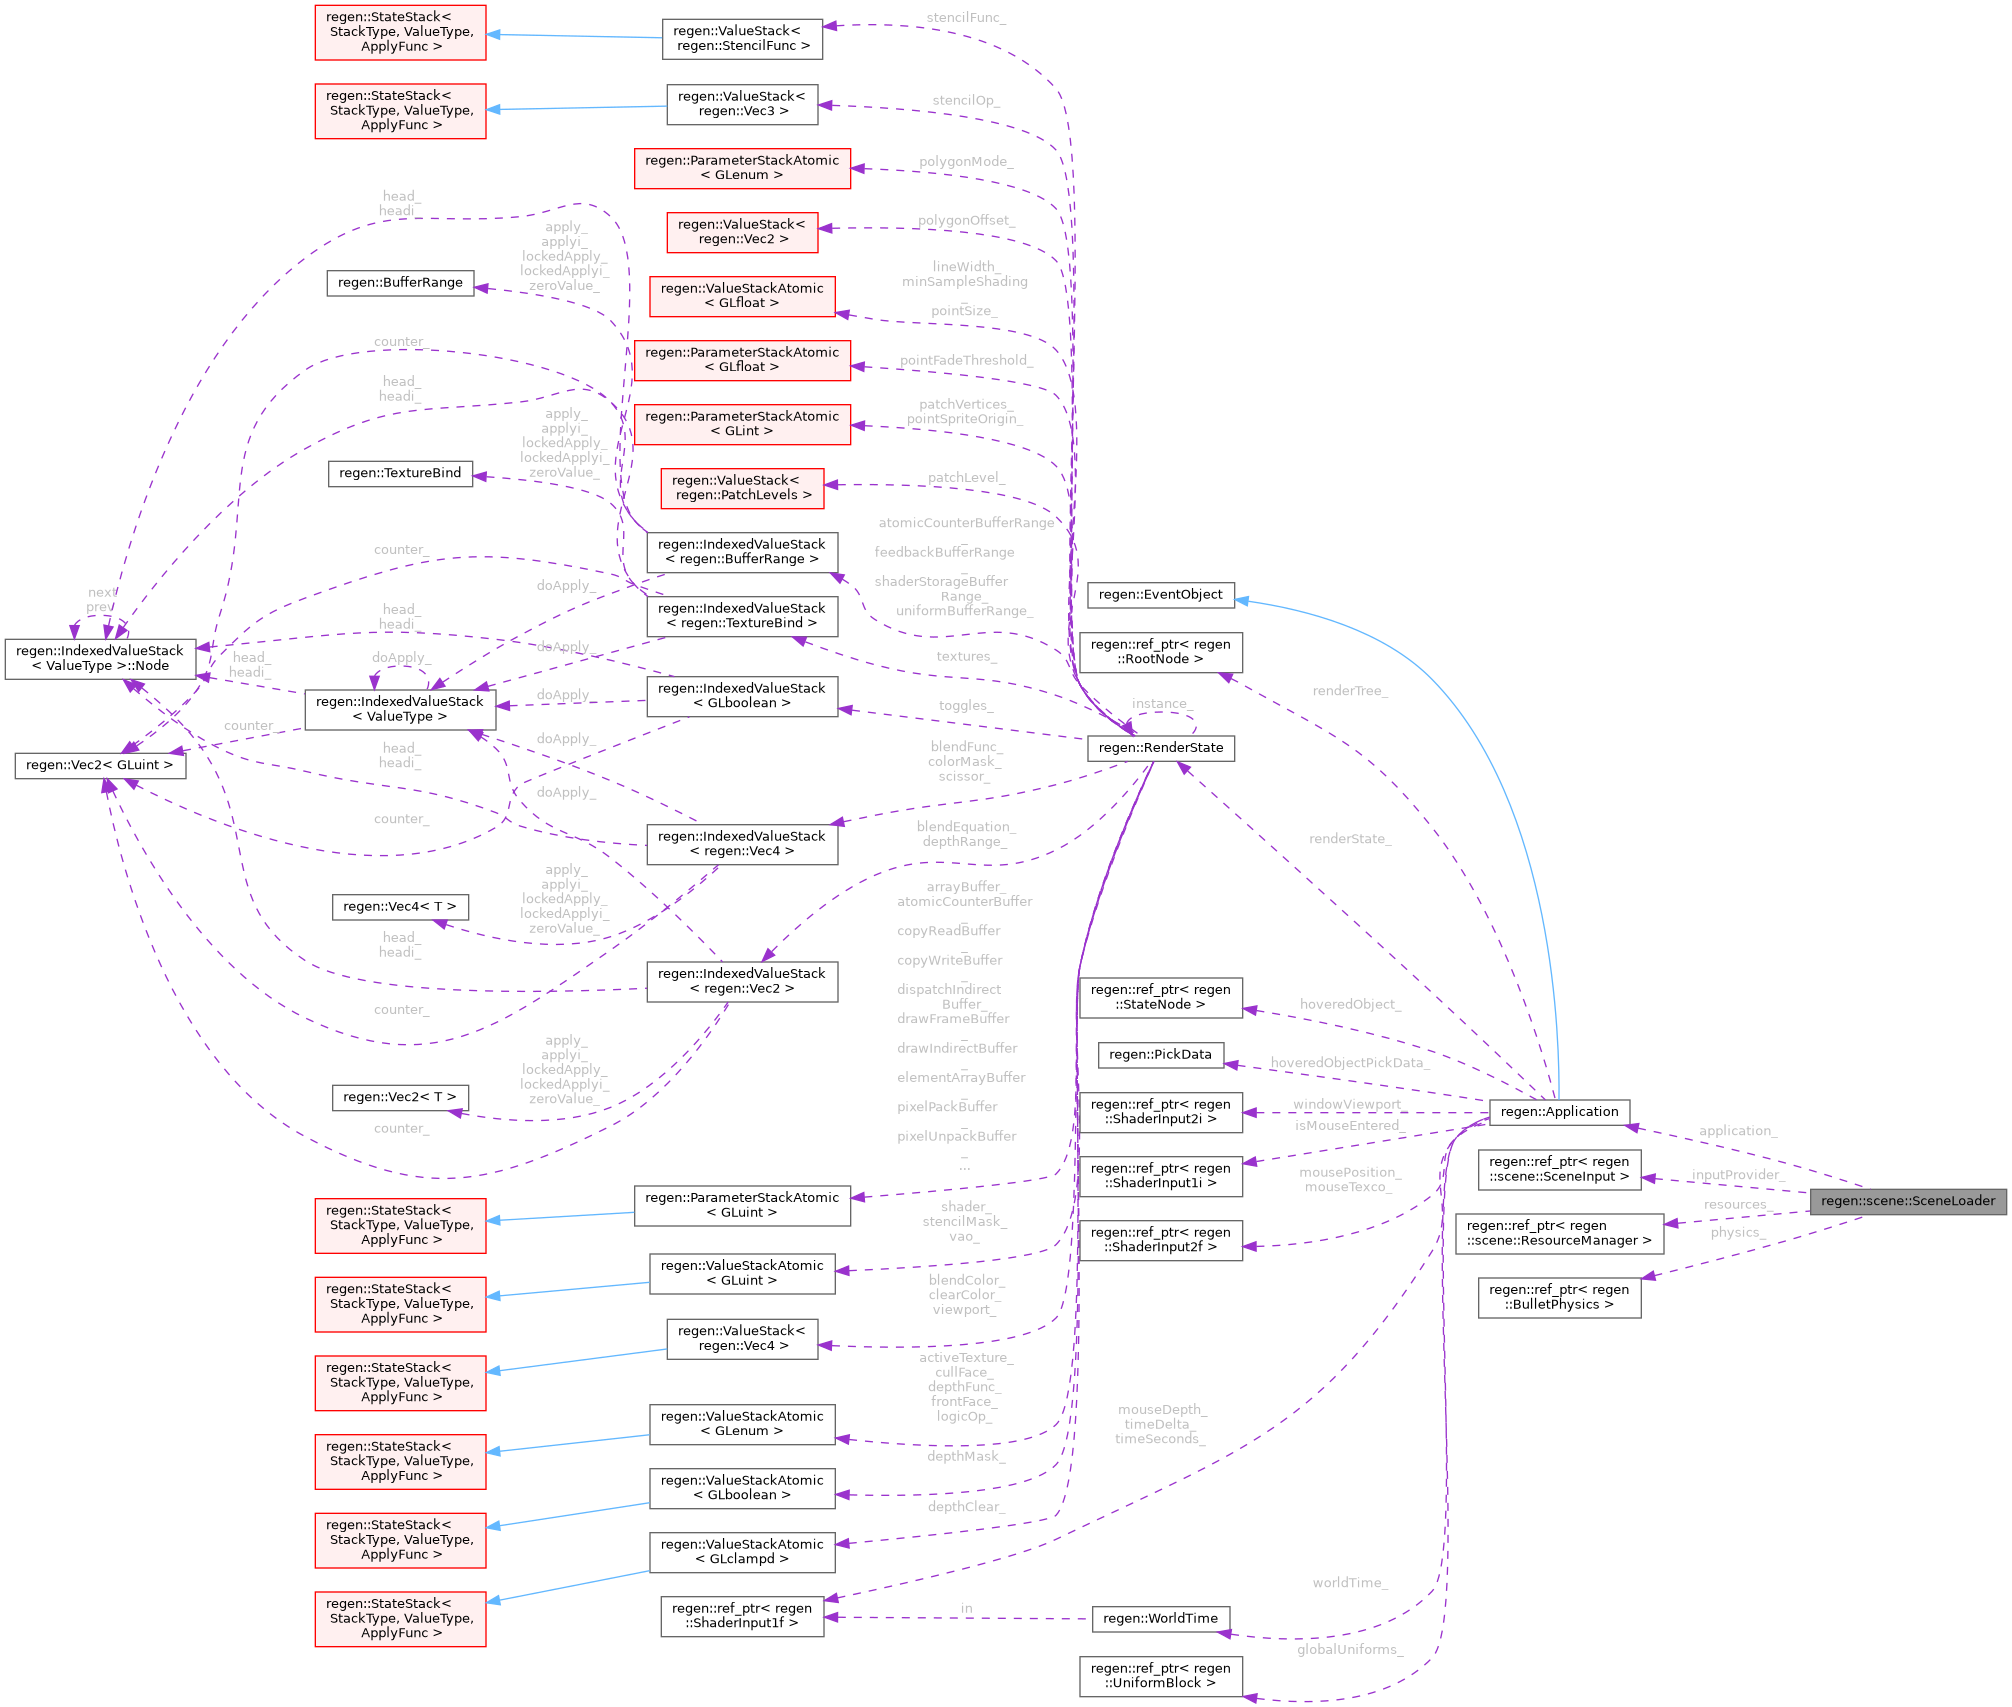 regen::StateStack<
StackType, ValueType,
ApplyFunc >
regen::ValueStack<
regen::StencilFunc >
stencilFunc_
regen::StateStack<
StackType, ValueType,
ApplyFunc >
regen::ValueStack<
regen::Vec3 >
stencilOp_
regen::ParameterStackAtomic
< GLenum >
polygonMode_
head_
headi_
regen::ValueStack<
regen::Vec2 >
polygonOffset_
apply_
applyi_
lockedApply_
lockedApplyi_
zeroValue_
regen::BufferRange
regen::ValueStackAtomic
< GLfloat >
lineWidth_
minSampleShading
_
pointSize_
counter_
regen::ParameterStackAtomic
< GLfloat >
pointFadeThreshold_
head_
headi_
regen::ParameterStackAtomic
< GLint >
patchVertices_
pointSpriteOrigin_
apply_
applyi_
lockedApply_
lockedApplyi_
zeroValue_
regen::TextureBind
regen::ValueStack<
regen::PatchLevels >
patchLevel_
counter_
regen::IndexedValueStack
< regen::BufferRange >
atomicCounterBufferRange
_
feedbackBufferRange
_
shaderStorageBuffer
Range_
uniformBufferRange_
doApply_
next
prev
head_
headi_
regen::IndexedValueStack
< regen::TextureBind >
textures_
regen::EventObject
regen::ref_ptr< regen
::RootNode >
regen::IndexedValueStack
< ValueType >::Node
head_
headi_
doApply_
doApply_
regen::IndexedValueStack
< ValueType >
doApply_
regen::IndexedValueStack
< GLboolean >
toggles_
instance_
renderTree_
counter_
doApply_
regen::RenderState
regen::Vec2< GLuint >
head_
headi_
doApply_
blendFunc_
colorMask_
scissor_
counter_
regen::IndexedValueStack
< regen::Vec4 >
blendEquation_
depthRange_
renderState_
apply_
applyi_
lockedApply_
lockedApplyi_
zeroValue_
regen::Vec4< T >
head_
headi_
regen::IndexedValueStack
< regen::Vec2 >
counter_
arrayBuffer_
atomicCounterBuffer
_
copyReadBuffer
_
copyWriteBuffer
_
dispatchIndirect
Buffer_
drawFrameBuffer
_
drawIndirectBuffer
_
elementArrayBuffer
_
pixelPackBuffer
_
pixelUnpackBuffer
_
...
regen::ref_ptr< regen
::StateNode >
hoveredObject_
apply_
applyi_
lockedApply_
lockedApplyi_
zeroValue_
regen::Vec2< T >
counter_
regen::PickData
hoveredObjectPickData_
regen::ref_ptr< regen
::ShaderInput2i >
windowViewport_
isMouseEntered_
regen::Application
application_
regen::ref_ptr< regen
::ShaderInput1i >
mousePosition_
mouseTexco_
regen::ref_ptr< regen
::scene::SceneInput >
inputProvider_
regen::scene::SceneLoader
regen::ref_ptr< regen
::ShaderInput2f >
resources_
regen::ref_ptr< regen
::scene::ResourceManager >
physics_
regen::ref_ptr< regen
::BulletPhysics >
regen::StateStack<
StackType, ValueType,
ApplyFunc >
regen::ParameterStackAtomic
< GLuint >
shader_
stencilMask_
vao_
regen::StateStack<
StackType, ValueType,
ApplyFunc >
regen::ValueStackAtomic
< GLuint >
blendColor_
clearColor_
viewport_
regen::StateStack<
StackType, ValueType,
ApplyFunc >
regen::ValueStack<
regen::Vec4 >
activeTexture_
cullFace_
depthFunc_
frontFace_
logicOp_
mouseDepth_
timeDelta_
timeSeconds_
regen::StateStack<
StackType, ValueType,
ApplyFunc >
regen::ValueStackAtomic
< GLenum >
depthMask_
regen::StateStack<
StackType, ValueType,
ApplyFunc >
regen::ValueStackAtomic
< GLboolean >
depthClear_
regen::StateStack<
StackType, ValueType,
ApplyFunc >
regen::ValueStackAtomic
< GLclampd >
regen::ref_ptr< regen
::ShaderInput1f >
in
regen::WorldTime
worldTime_
globalUniforms_
regen::ref_ptr< regen
::UniformBlock >